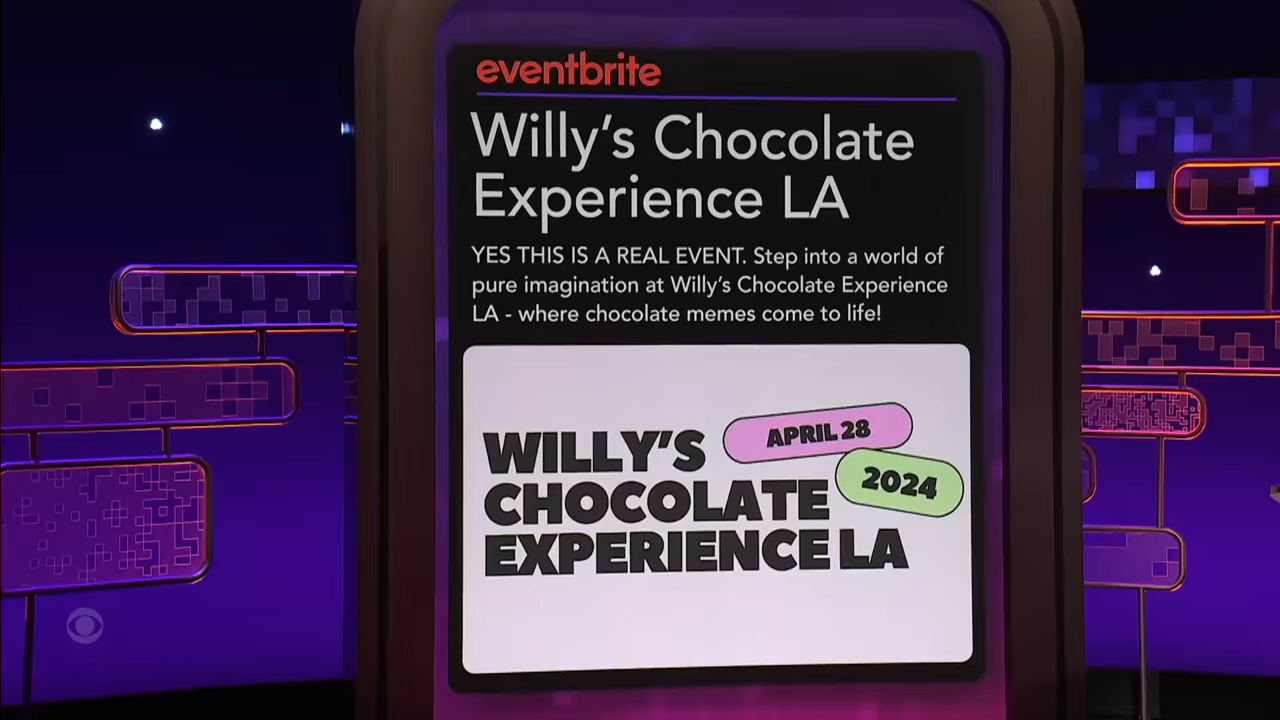 eventbrite
Willy's Chocolate
Experience LA
YES THIS IS A REAL EVENT. Step into a world of
pure imagination at Willy's Chocolate Experience
LA - where chocolate memes come to life!
WILLY'S
CHOCOLATE
EXPERIENCE LA
APRIL 28
2024